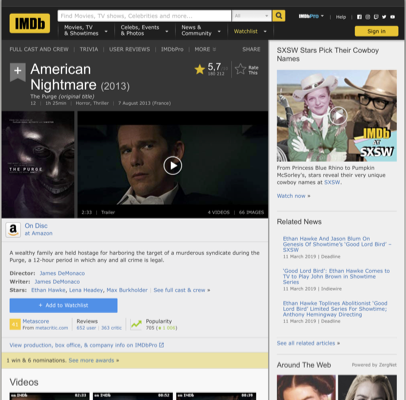 IMDb
Find Movies, TV shows, Celebrities and more...
All
IMDbPro
Help
Movies, TV & Showtimes
Celebs, Events & Photos
News & Community
Watchlist
Sign in
FULL CAST AND CREW | TRIVIA | USER REVIEWS | IMDbPro | MORE
SHARE
American
Nightmare (2013)
The Purge (original title)
12 | 1h 25min | Horror, Thriller | 7 August 2013 (France)
5,7
Rate
This
THE PURGE
2:33 | Trailer
4 VIDEOS | 66 IMAGES
On Disc
at Amazon
A wealthy family are held hostage for harboring the target of a murderous syndicate during the
Purge, a 12-hour period in which any and all crime is legal.
Director: James DeMonaco
Writer: James DeMonaco
Stars: Ethan Hawke, Lena Headey, Max Burkholder | See full cast & crew »
+ Add to Watchlist
41
Metascore
From metacritic.com
Reviews
652 user | 363 critic
Popularity
View production, box office, & company info on IMDbPro
1 win & 6 nominations. See more awards »
Videos
SXSW Stars Pick Their Cowboy
Names
IMDb
at
SXSW
From Princess Blue Rhino to Pumpkin
McSorley's, stars reveal their very unique
cowboy names at SXSW.
Watch now »
Related News
Ethan Hawke And Jason Blum On
Genesis Of Showtime's 'Good Lord Bird' –
SXSW
11 March 2019 | Deadline
'Good Lord Bird': Ethan Hawke Comes to
TV to Play John Brown in Showtime
Series
11 March 2019 | Indiewire
Ethan Hawke Toplines Abolitionist 'Good
Lord Bird' Limited Series For Showtime;
Anthony Hemingway Directing
11 March 2019 | Deadline
See all related articles »
Around The Web
Powered by ZergNet